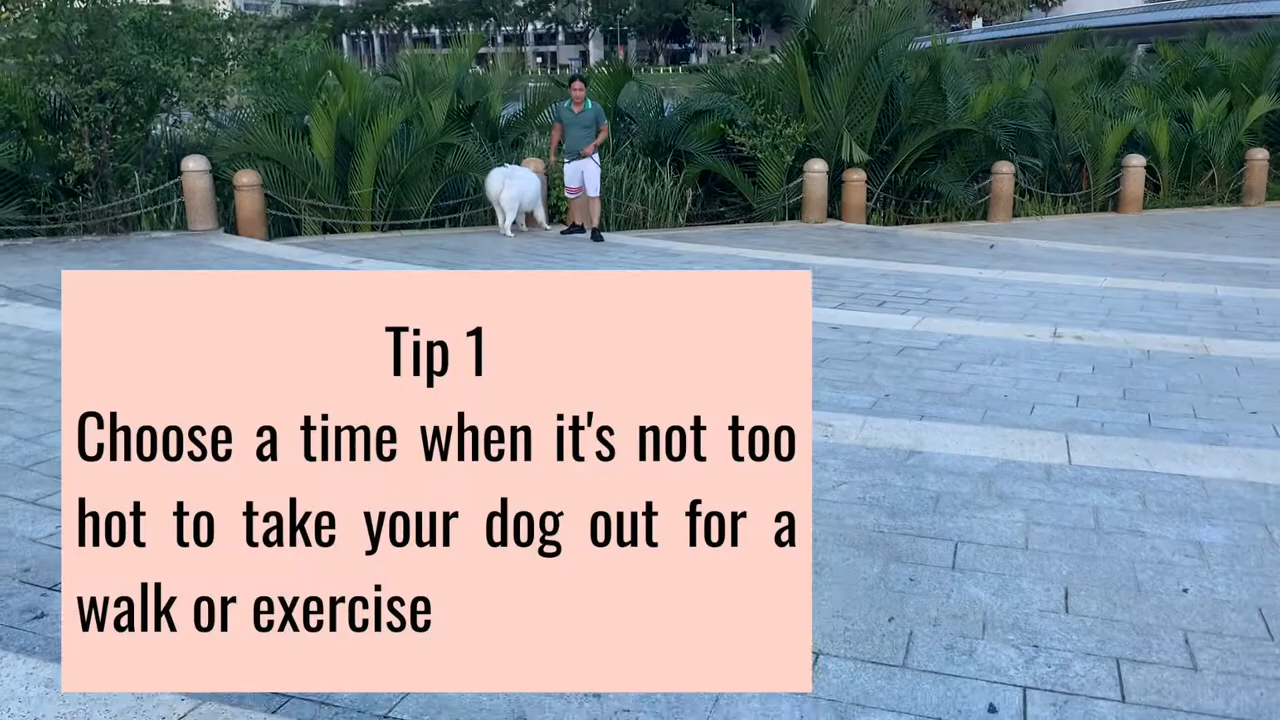 Tip 1
Choose a time when it's not too
hot to take your dog out for a
walk or exercise